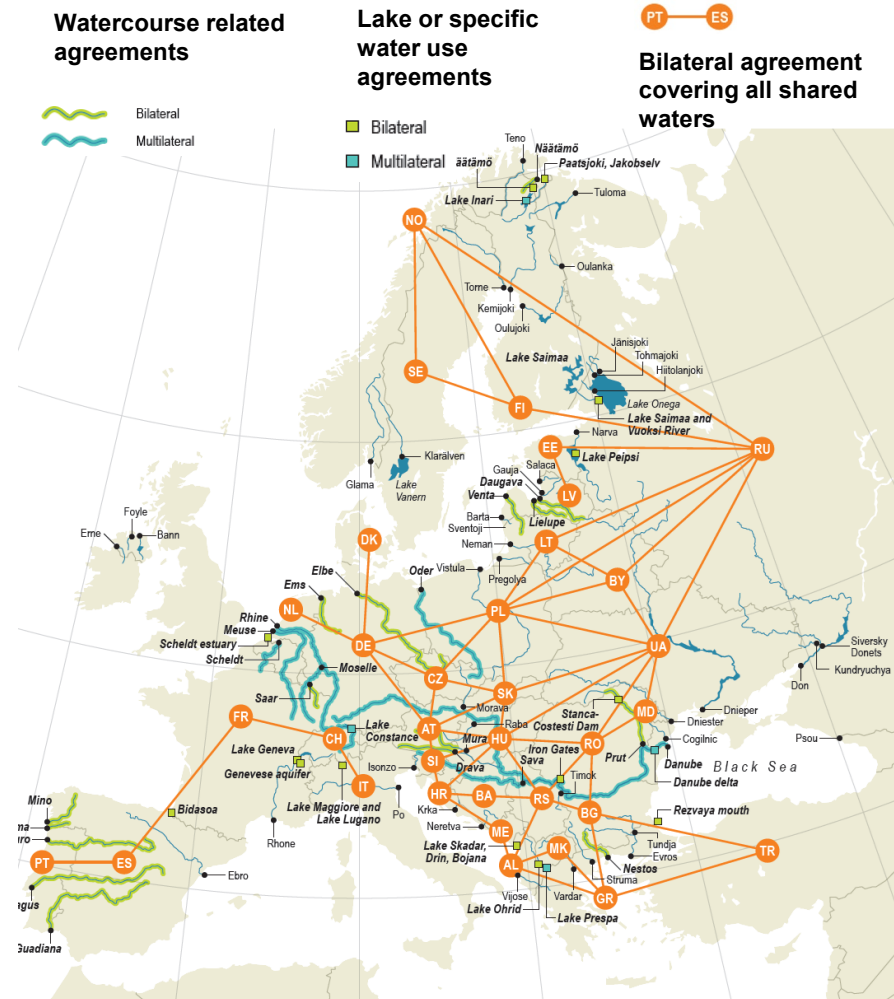 Watercourse related
agreements
Bilateral
Multilateral
Lake or specific
water use
agreements
Bilateral
Multilateral
PT
ES
Bilateral agreement
covering all shared
waters
Teno
Näätämö
äätämö
Paatsjoki, Jakobselv
Lake Inari
Tuloma
NO
Oulanka
Torne
Kemijoki
Oulujoki
Jänisjoki
Tohmajoki
Hiitolanjoki
Lake Saimaa
SE
FI
Lake Onega
Lake Saimaa and
Vuoksi River
Narva
EE
RU
Lake Peipsi
Klarälven
Glama
Lake
Vanern
Salaca
Gauja
Daugava
Venta
LV
Lielupe
Barta
Sventoji
Foyle
Erne
Bann
DK
LT
Neman
Vistula
Pregolya
BY
Elbe
Oder
Ems
NL
PL
Rhine
Meuse
Scheldt estuary
Scheldt
DE
UA
Siversky
Donets
Kundryuchya
Don
Moselle
CZ
SK
Saar
Morava
Stanca-
Costesti Dam
MD
Dnieper
Dniester
FR
Raba
AT
Mura
HU
RO
Cogilnic
Psou
CH
Lake
Constance
Iron Gates
Prut
Danube
Black Sea
Danube delta
Lake Geneva
Genevese aquifer
Isonzo
SI
Drava
Sava
Timok
IT
Mino
Bidasoa
Lake Maggiore and
Lake Lugano
Po
HR
BA
RS
BG
Rezvaya mouth
ma
uro
Krka
Neretva
ME
Rhone
Lake Skadar,
Drin, Bojana
MK
Tundja
Evros
TR
PT
ES
Ebro
AL
Nestos
Struma
agus
Vijose
Vardar
GR
Lake Ohrid
Lake Prespa
Guadiana